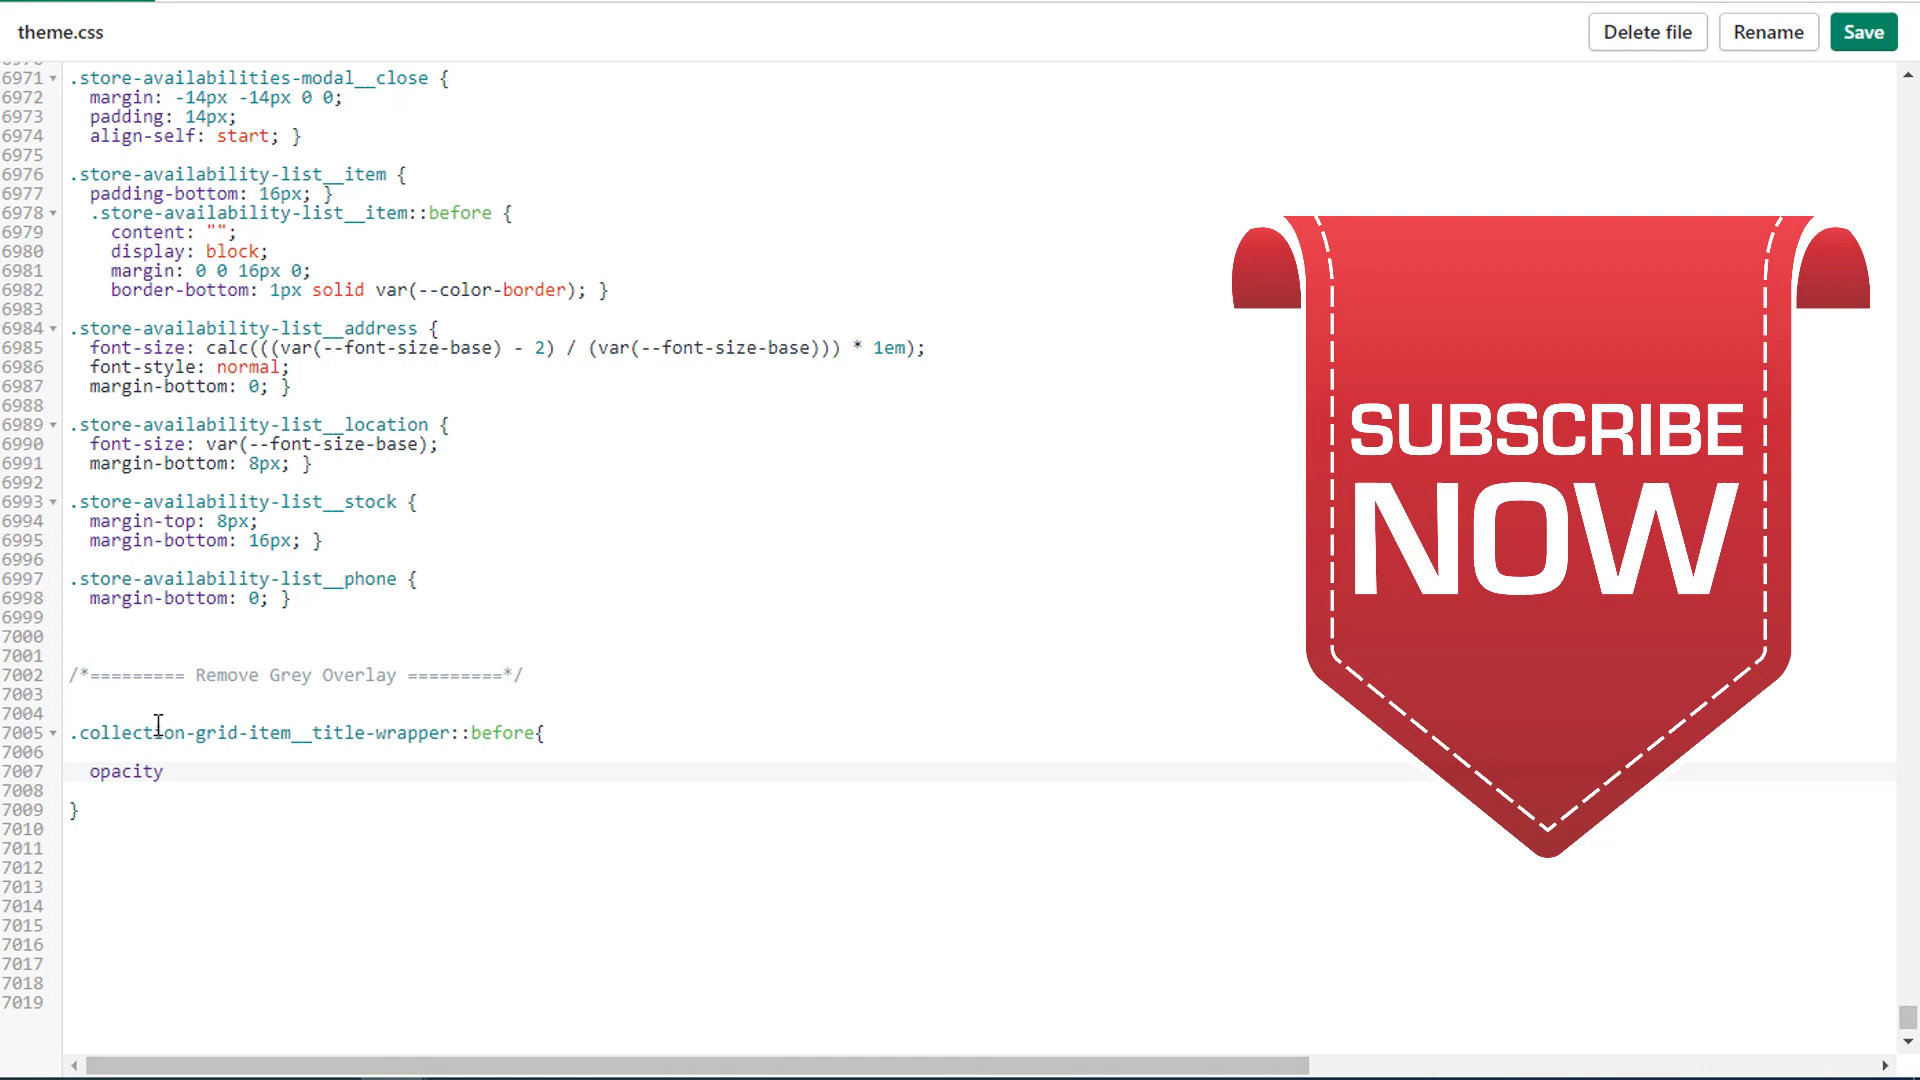 theme.css
Delete file
Rename
Save
6971 .store-availabilities-modal__close {
6972 margin: -14px -14px 0 0;
6973 padding: 14px;
6974 align-self: start; }
6975
6976 .store-availability-list__item {
6977 padding-bottom: 16px; }
6978 .store-availability-list__item::before {
6979 content: "";
6980 display: block;
6981 margin: 0 0 16px 0;
6982 border-bottom: 1px solid var(--color-border); }
6983
6984 .store-availability-list__address {
6985 font-size: calc(((var(--font-size-base) - 2) / (var(--font-size-base))) * 1em);
6986 font-style: normal;
6987 margin-bottom: 0; }
6988
6989 .store-availability-list__location {
6990 font-size: var(--font-size-base);
6991 margin-bottom: 8px; }
6992
6993 .store-availability-list__stock {
6994 margin-top: 8px;
6995 margin-bottom: 16px; }
6996
6997 .store-availability-list__phone {
6998 margin-bottom: 0; }
6999
7000
7001
7002 /*========= Remove Grey Overlay =========*/
7003
7004
7005 .collection-grid-item__title-wrapper::before{
7006
7007 opacity
7008
7009 }
7010
7011
7012
7013
7014
7015
7016
7017
7018
7019
SUBSCRIBE
NOW